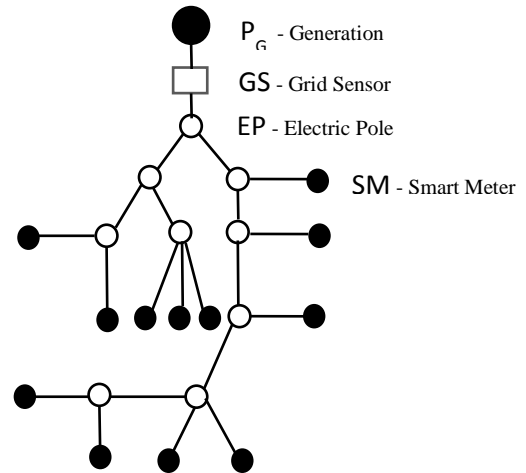 P_G - Generation
GS - Grid Sensor
EP - Electric Pole
SM - Smart Meter